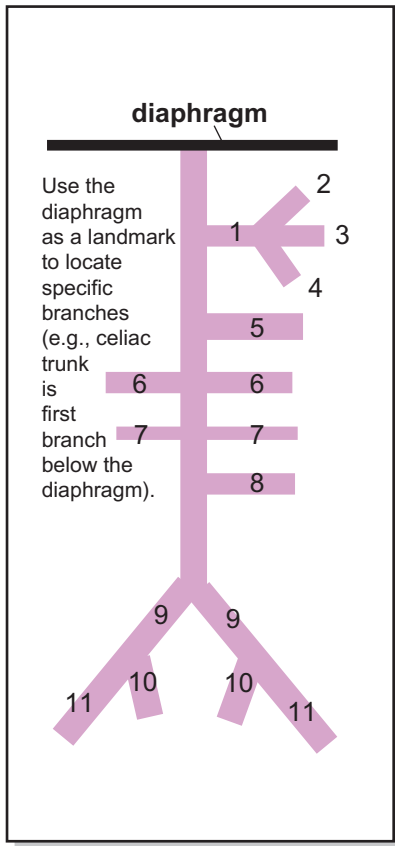 diaphragm
Use the
diaphragm
as a landmark
to locate
specific
branches
(e.g., celiac
trunk
is
first
branch
below the
diaphragm).
2
1 3
4
5
6 6
7 7
8
9 9
10 10
11 11